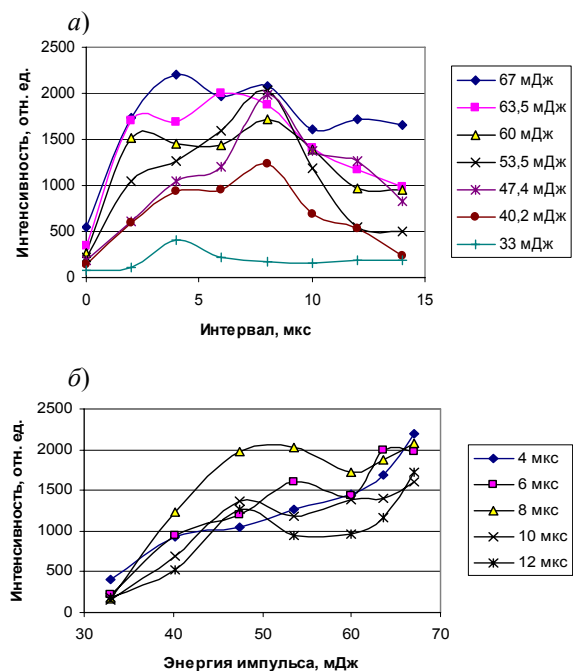 а)
Интенсивность, отн. ед.
2500
2000
1500
1000
500
0
0 5 10 15
Интервал, мкс
67 мДж
63,5 мДж
60 мДж
53,5 мДж
47,4 мДж
40,2 мДж
33 мДж
б)
Интенсивность, отн. ед.
2500
2000
1500
1000
500
0
30 40 50 60 70
Энергия импульса, мДж
4 мкс
6 мкс
8 мкс
10 мкс
12 мкс